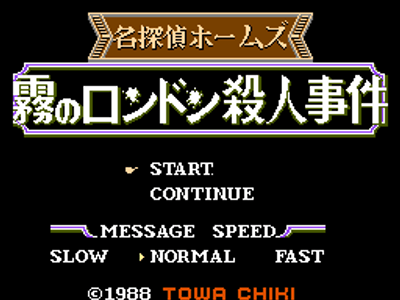 名探偵ホームズ
霧のロンドン殺人事件
START
CONTINUE
MESSAGE SPEED
SLOW NORMAL FAST
©1988 TOWA CHIKI